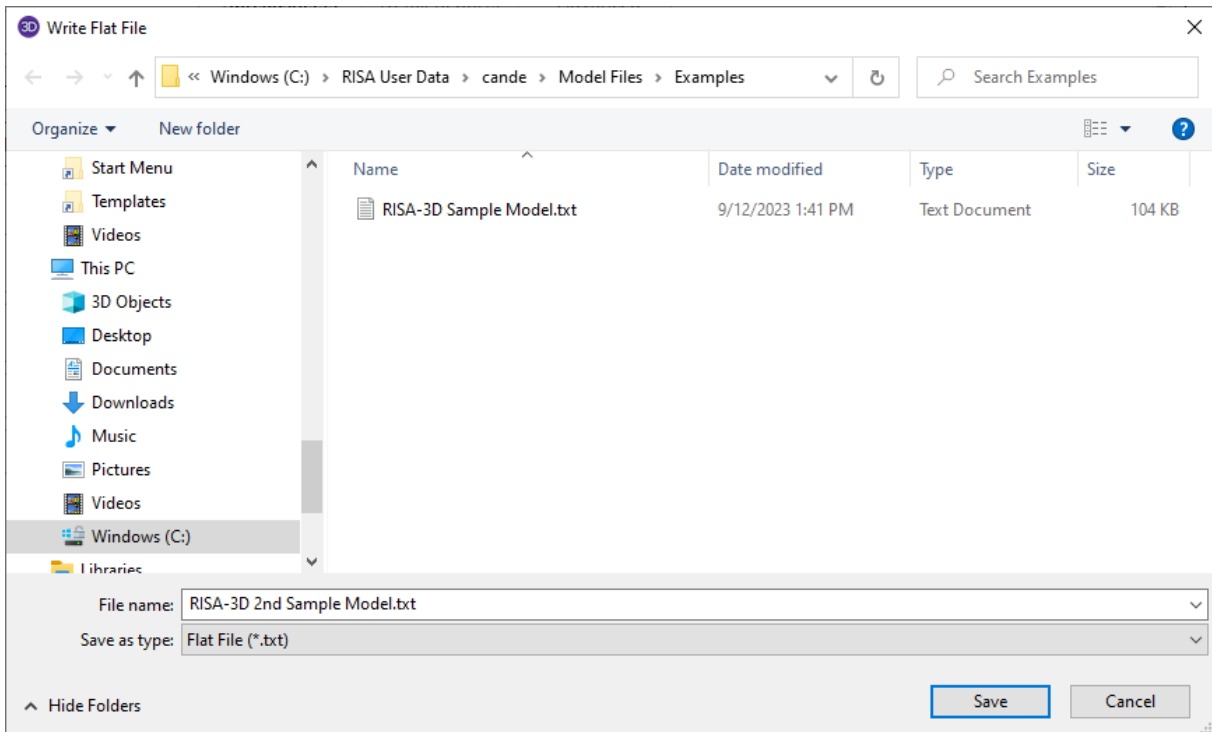 3D Write Flat File
« Windows (C:) > RISA User Data > cande > Model Files > Examples
Search Examples
Organize
New folder
?
Start Menu
Templates
Videos
This PC
3D Objects
Desktop
Documents
Downloads
Music
Pictures
Videos
Windows (C:)
Libraries
Name Date modified Type Size
RISA-3D Sample Model.txt 9/12/2023 1:41 PM Text Document 104 KB
File name: RISA-3D 2nd Sample Model.txt
Save as type: Flat File (*.txt)
Hide Folders
Save
Cancel